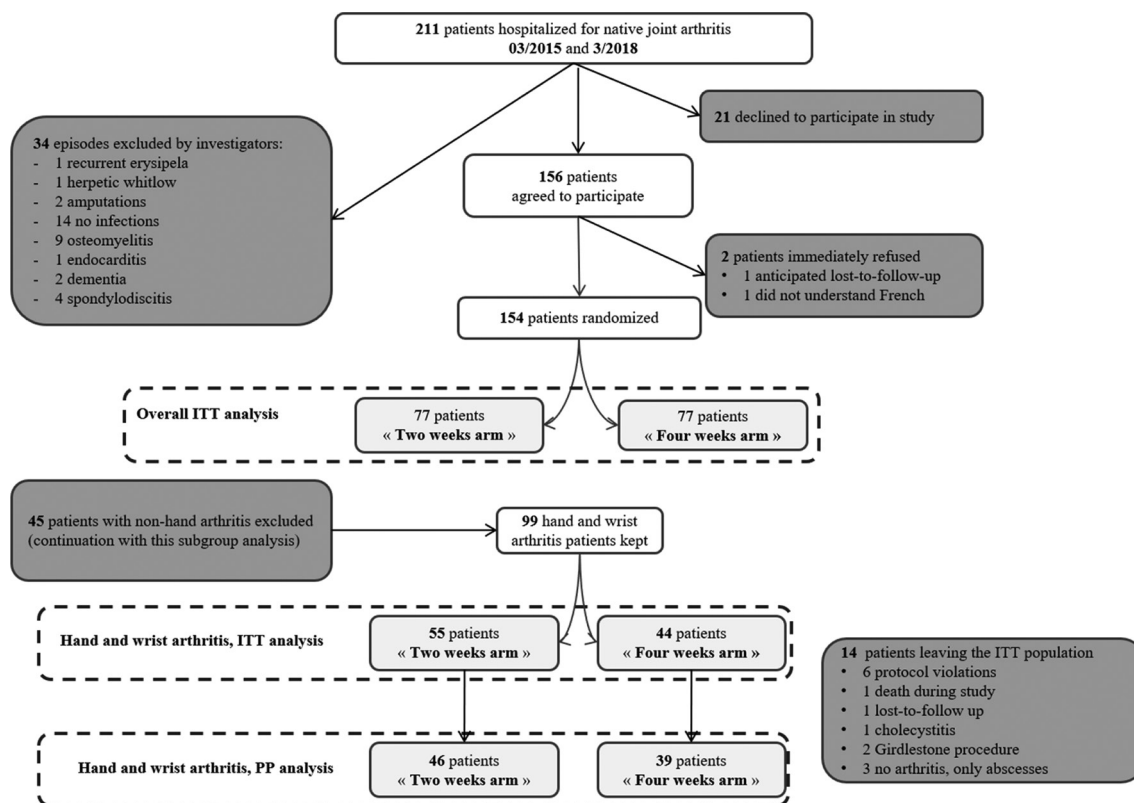 211 patients hospitalized for native joint arthritis
03/2015 and 3/2018
21 declined to participate in study
34 episodes excluded by investigators:
- 1 recurrent erysipela
- 1 herpetic whitlow
- 2 amputations
- 14 no infections
- 9 osteomyelitis
- 1 endocarditis
- 2 dementia
- 4 spondylodiscitis
156 patients
agreed to participate
2 patients immediately refused
• 1 anticipated lost-to-follow-up
• 1 did not understand French
154 patients randomized
Overall ITT analysis
77 patients
« Two weeks arm »
77 patients
« Four weeks arm »
45 patients with non-hand arthritis excluded
(continuation with this subgroup analysis)
99 hand and wrist
arthritis patients kept
Hand and wrist arthritis, ITT analysis
55 patients
« Two weeks arm »
44 patients
« Four weeks arm »
14 patients leaving the ITT population
• 6 protocol violations
• 1 death during study
• 1 lost-to-follow up
• 1 cholecystitis
• 2 Girdlestone procedure
• 3 no arthritis, only abscesses
Hand and wrist arthritis, PP analysis
46 patients
« Two weeks arm »
39 patients
« Four weeks arm »